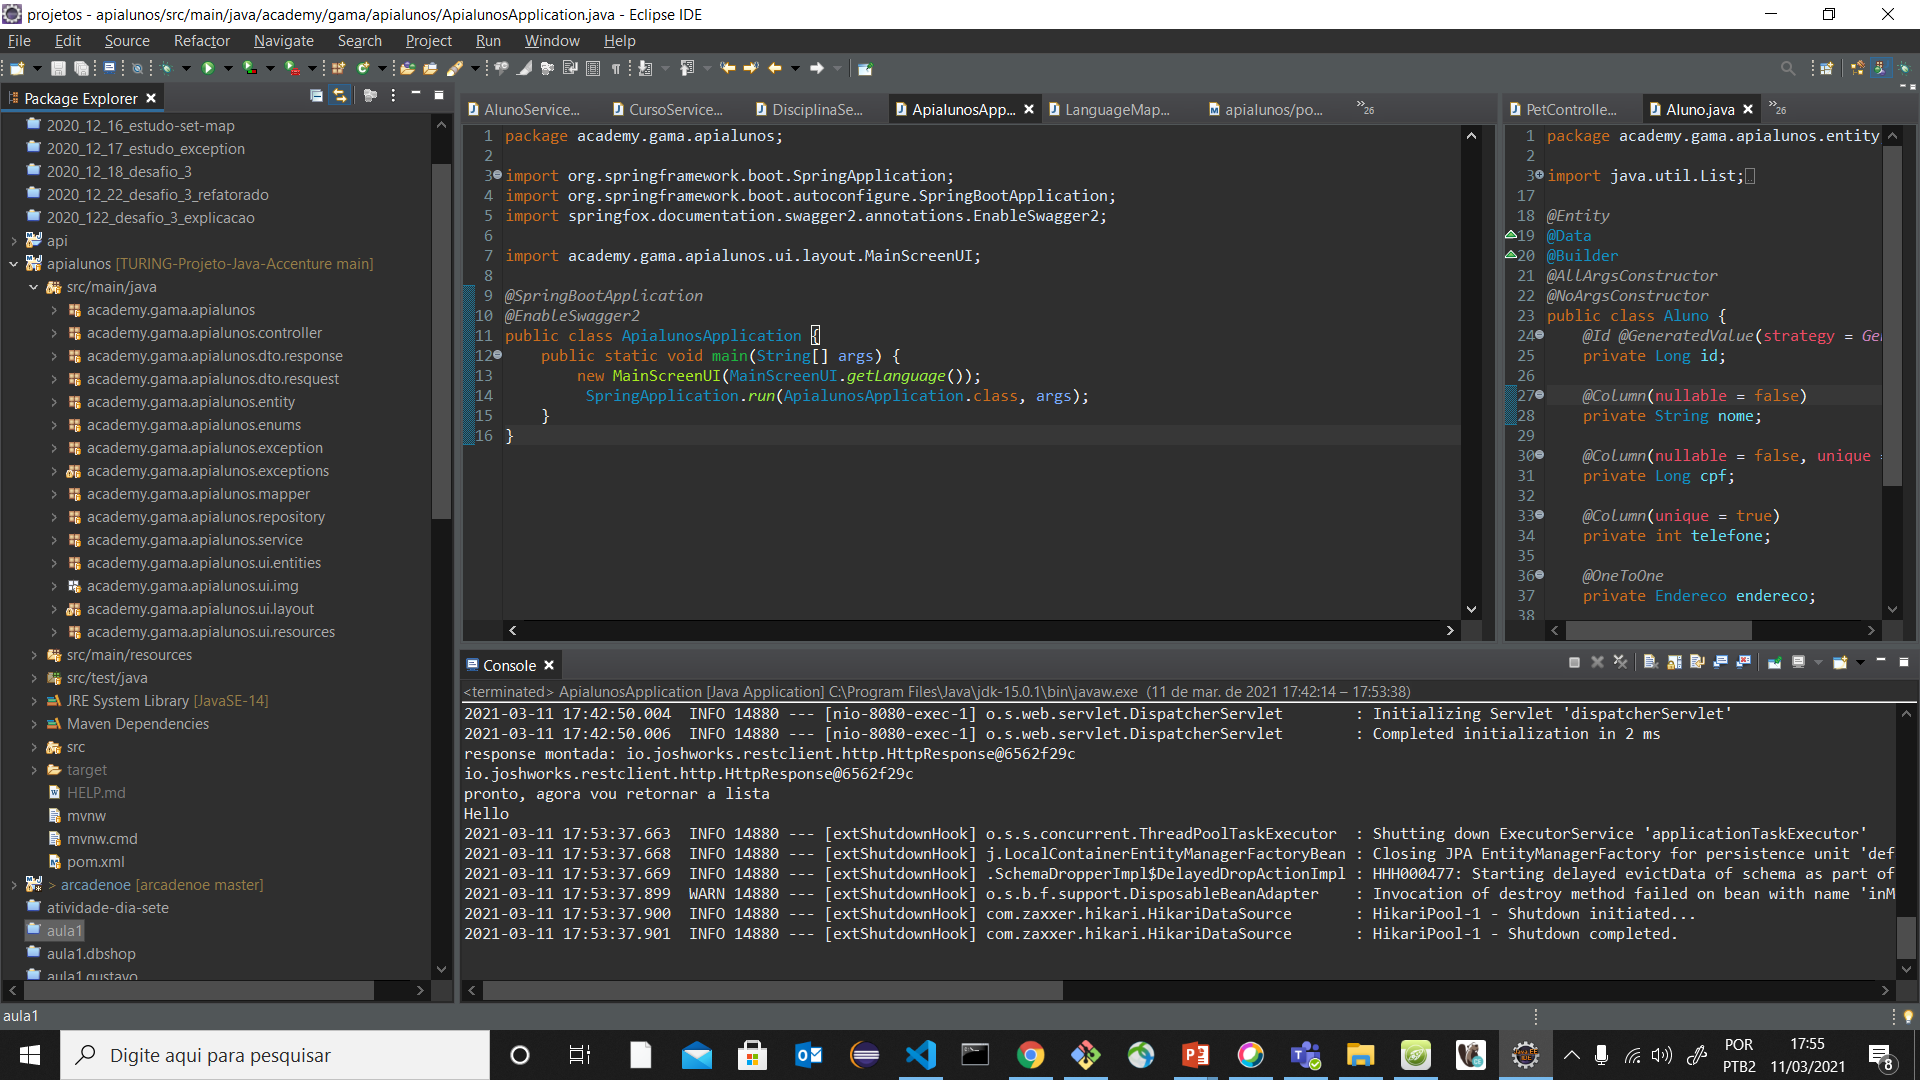 projetos - apialunos/src/main/java/academy/gama/apialunos/ApialunosApplication.java - Eclipse IDE
File Edit Source Refactor Navigate Search Project Run Window Help
Package Explorer
2020_12_16_estudo-set-map
2020_12_17_estudo_exception
2020_12_18_desafio_3
2020_12_22_desafio_3_refatorado
2020_122_desafio_3_explicacao
api
apialunos [TURING-Projeto-Java-Accenture main]
src/main/java
academy.gama.apialunos
academy.gama.apialunos.controller
academy.gama.apialunos.dto.response
academy.gama.apialunos.dto.resquest
academy.gama.apialunos.entity
academy.gama.apialunos.enums
academy.gama.apialunos.exception
academy.gama.apialunos.exceptions
academy.gama.apialunos.mapper
academy.gama.apialunos.repository
academy.gama.apialunos.service
academy.gama.apialunos.ui.entities
academy.gama.apialunos.ui.img
academy.gama.apialunos.ui.layout
academy.gama.apialunos.ui.resources
src/main/resources
src/test/java
JRE System Library [JavaSE-14]
Maven Dependencies
src
target
HELP.md
mvnw
mvnw.cmd
pom.xml
> arcadenoe [arcadenoe master]
atividade-dia-sete
aula1
aula1.dbshop
aula1.gustavo
AlunoService... CursoService... DisciplinaSe... ApialunosApp... LanguageMap... apialunos/po... »26
1 package academy.gama.apialunos;
2
3 import org.springframework.boot.SpringApplication;
4 import org.springframework.boot.autoconfigure.SpringBootApplication;
5 import springfox.documentation.swagger2.annotations.EnableSwagger2;
6
7 import academy.gama.apialunos.ui.layout.MainScreenUI;
8
9 @SpringBootApplication
10 @EnableSwagger2
11 public class ApialunosApplication {
12 public static void main(String[] args) {
13 new MainScreenUI(MainScreenUI.getLanguage());
14 SpringApplication.run(ApialunosApplication.class, args);
15 }
16 }
PetControlle... Aluno.java »26
1 package academy.gama.apialunos.entity
2
3 import java.util.List;
17
18 @Entity
19 @Data
20 @Builder
21 @AllArgsConstructor
22 @NoArgsConstructor
23 public class Aluno {
24 @Id @GeneratedValue(strategy = Ge
25 private Long id;
26
27 @Column(nullable = false)
28 private String nome;
29
30 @Column(nullable = false, unique =
31 private Long cpf;
32
33 @Column(unique = true)
34 private int telefone;
35
36 @OneToOne
37 private Endereco endereco;
38
Console
<terminated> ApialunosApplication [Java Application] C:\Program Files\Java\jdk-15.0.1\bin\javaw.exe (11 de mar. de 2021 17:42:14 – 17:53:38)
2021-03-11 17:42:50.004 INFO 14880 --- [nio-8080-exec-1] o.s.web.servlet.DispatcherServlet : Initializing Servlet 'dispatcherServlet'
2021-03-11 17:42:50.006 INFO 14880 --- [nio-8080-exec-1] o.s.web.servlet.DispatcherServlet : Completed initialization in 2 ms
response montada: io.joshworks.restclient.http.HttpResponse@6562f29c
io.joshworks.restclient.http.HttpResponse@6562f29c
pronto, agora vou retornar a lista
Hello
2021-03-11 17:53:37.663 INFO 14880 --- [extShutdownHook] o.s.s.concurrent.ThreadPoolTaskExecutor : Shutting down ExecutorService 'applicationTaskExecutor'
2021-03-11 17:53:37.668 INFO 14880 --- [extShutdownHook] j.LocalContainerEntityManagerFactoryBean : Closing JPA EntityManagerFactory for persistence unit 'def
2021-03-11 17:53:37.669 INFO 14880 --- [extShutdownHook] .SchemaDropperImpl$DelayedDropActionImpl : HHH000477: Starting delayed evictData of schema as part of
2021-03-11 17:53:37.899 WARN 14880 --- [extShutdownHook] o.s.b.f.support.DisposableBeanAdapter : Invocation of destroy method failed on bean with name 'inM
2021-03-11 17:53:37.900 INFO 14880 --- [extShutdownHook] com.zaxxer.hikari.HikariDataSource : HikariPool-1 - Shutdown initiated...
2021-03-11 17:53:37.901 INFO 14880 --- [extShutdownHook] com.zaxxer.hikari.HikariDataSource : HikariPool-1 - Shutdown completed.
aula1
Digite aqui para pesquisar
POR
PTB2
17:55
11/03/2021
8